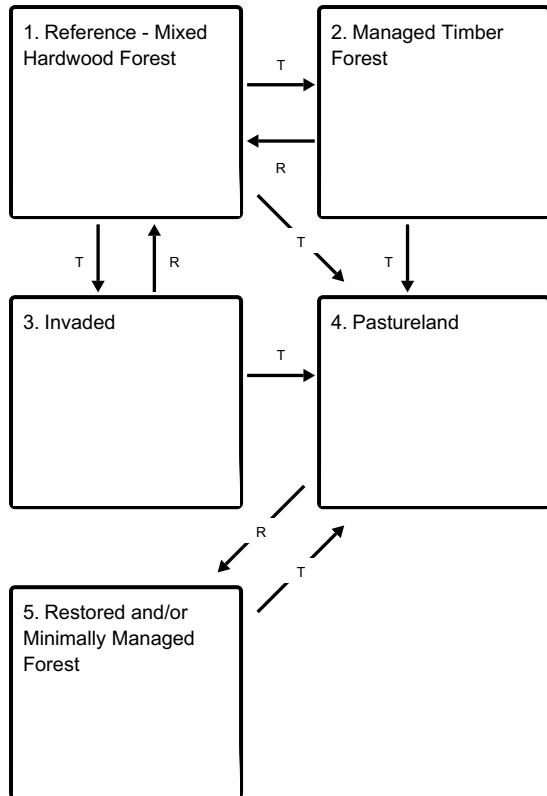 1. Reference - Mixed
Hardwood Forest
2. Managed Timber
Forest
T
R
T
T
R
T
3. Invaded
4. Pastureland
T
R
T
5. Restored and/or
Minimally Managed
Forest